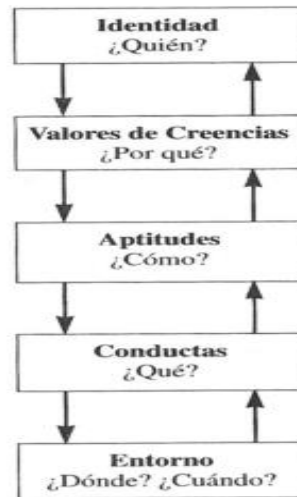 Identidad
¿Quién?
Valores de Creencias
¿Por qué?
Aptitudes
¿Cómo?
Conductas
¿Qué?
Entorno
¿Dónde? ¿Cuándo?